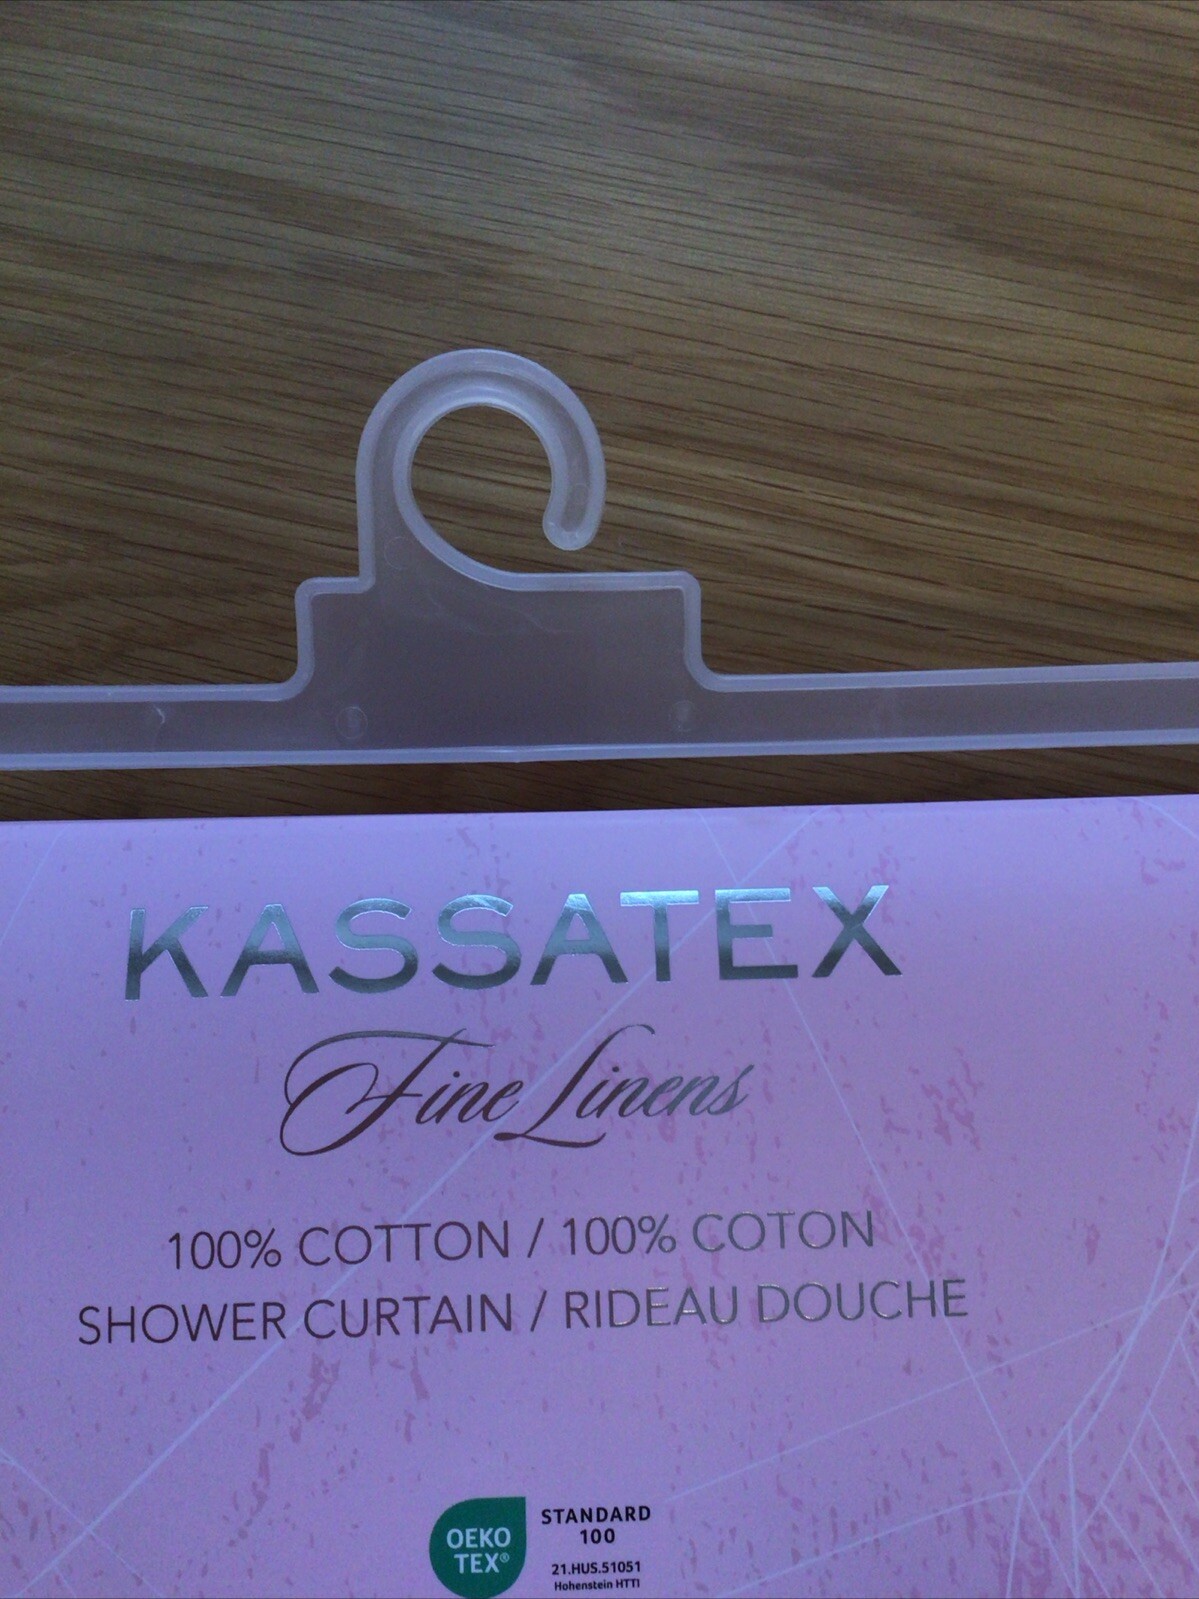 KASSATEX
Fine Linens
100% COTTON / 100% COTON
SHOWER CURTAIN / RIDEAU DOUCHE
OEKO
TEX®
STANDARD
100
21.HUS.51051
Hohenstein HTTI